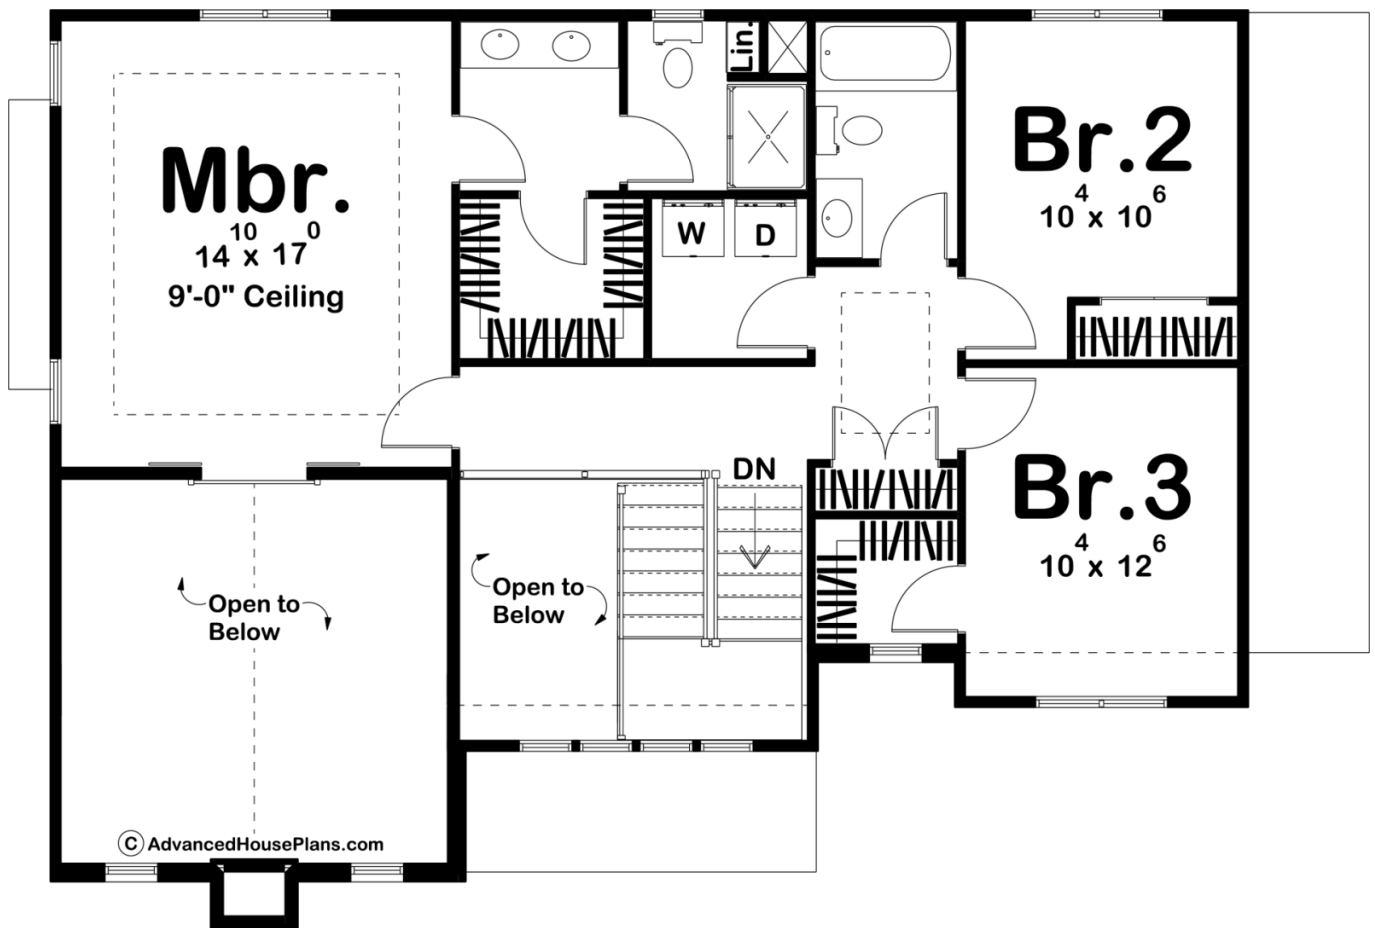 Lin.
Mbr.
14¹⁰ x 17⁰
9'-0" Ceiling
W
D
Br.2
10⁴ x 10⁶
DN
Br.3
10⁴ x 12⁶
Open to
Below
Open to
Below
© AdvancedHousePlans.com